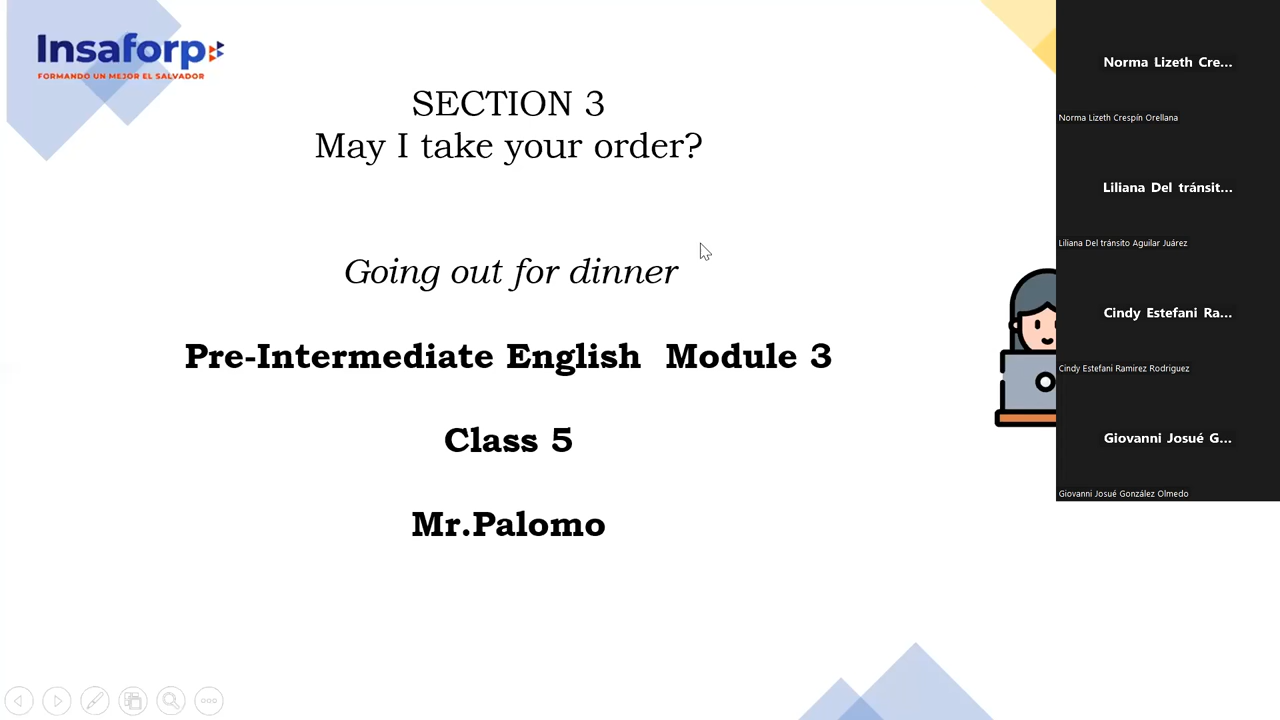 Insaforp
FORMANDO UN MEJOR EL SALVADOR
SECTION 3
May I take your order?
Going out for dinner
Pre-Intermediate English Module 3
Class 5
Mr.Palomo
Norma Lizeth Cre...
Norma Lizeth Crespín Orellana
Liliana Del tránsit...
Liliana Del tránsito Aguilar Juárez
Cindy Estefani Ra...
Cindy Estefani Ramirez Rodriguez
Giovanni Josué G...
Giovanni Josué González Olmedo